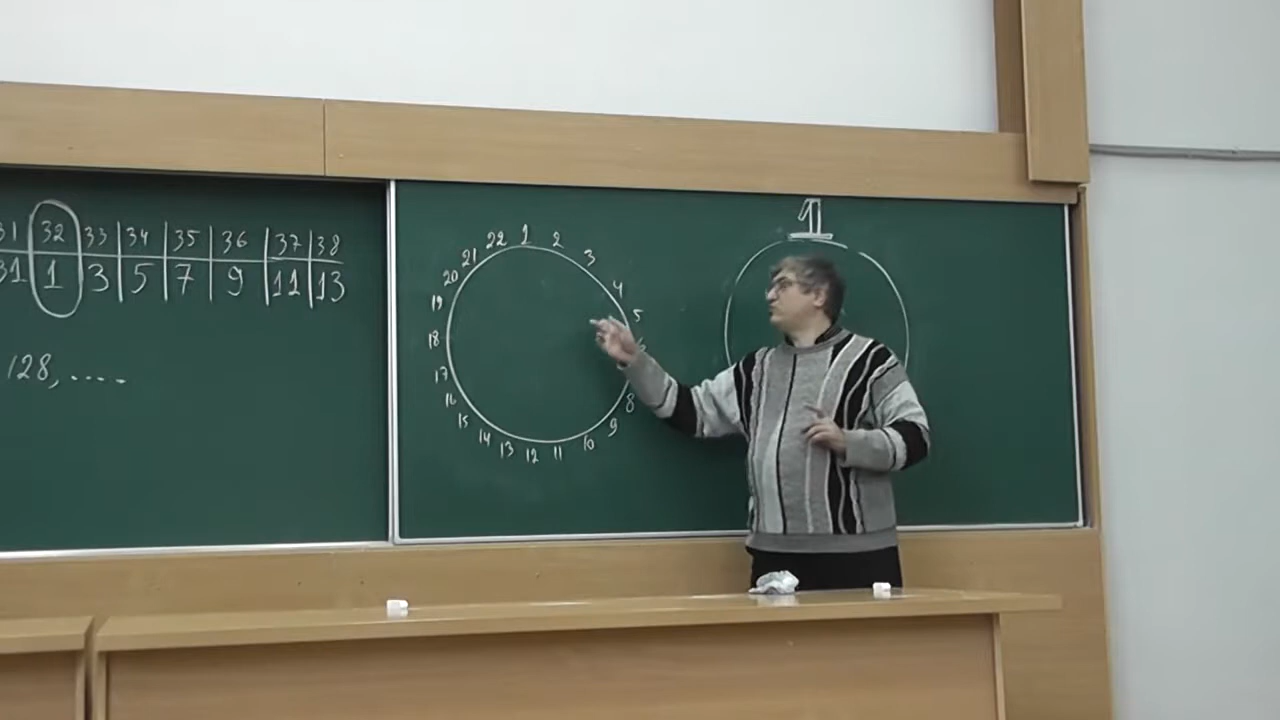 31 32 33 34 35 36 37 38
31 1 3 5 7 9 11 13
128, ....
1 2 3 4 5 6 8 9 10 11 12 13 14 15 16 17 18 19 20 21 22
1